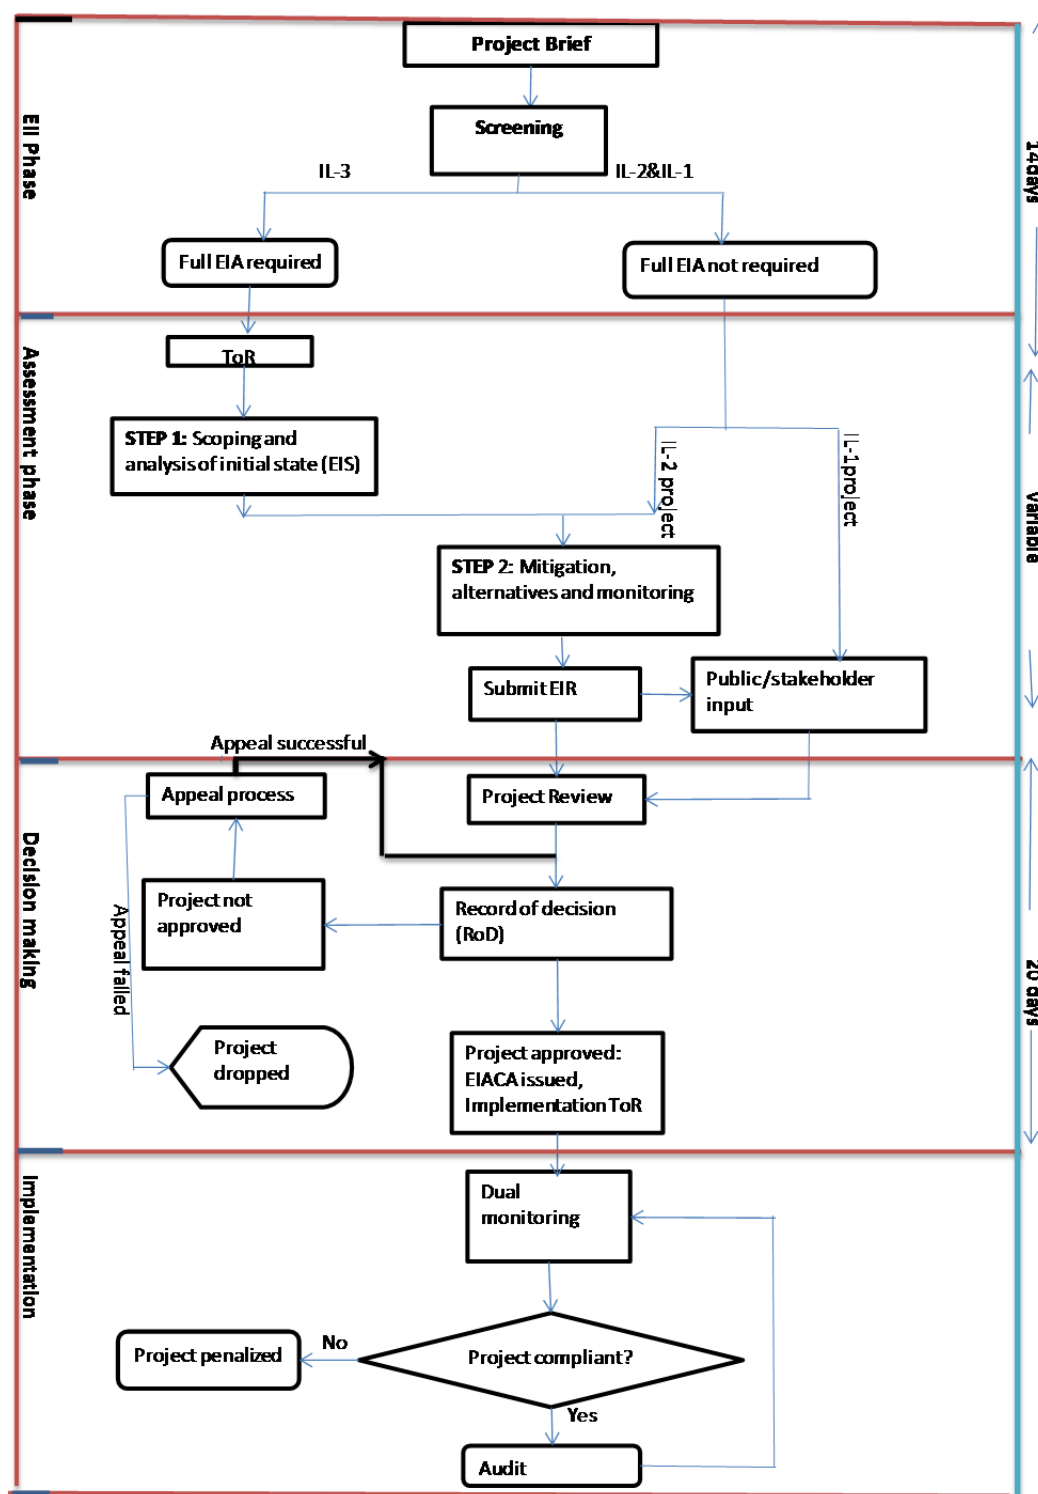 Project Brief
Screening
IL-3
IL-2&IL-1
Full EIA required
Full EIA not required
EII Phase
14days
ToR
STEP 1: Scoping and
analysis of initial state (EIS)
IL-2 project
IL-1project
Assessment phase
variable
STEP 2: Mitigation,
alternatives and monitoring
Submit EIR
Public/stakeholder
input
Appeal successful
Appeal process
Project Review
Project not
approved
Record of decision
(RoD)
Appeal failed
Decision making
20 days
Project
dropped
Project approved:
EIACA issued,
Implementation ToR
Dual
monitoring
Implementation
Project penalized
No
Project compliant?
Yes
Audit